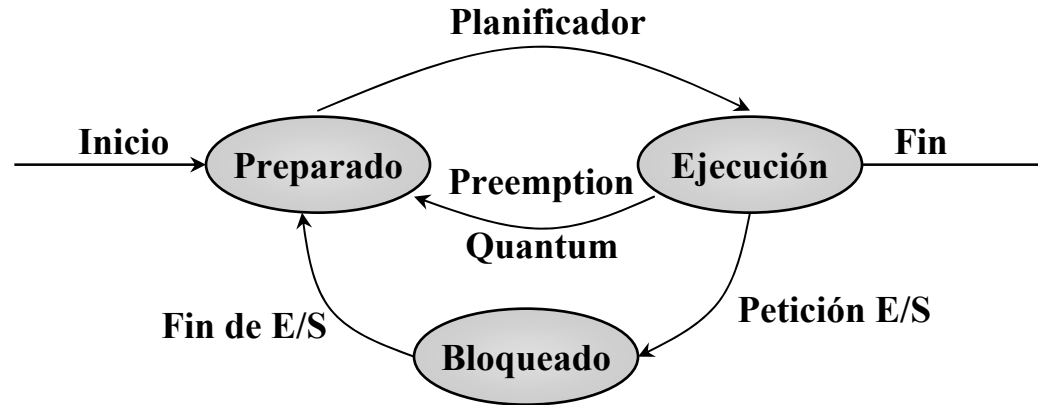 Planificador
Inicio
Preparado
Preemption
Quantum
Ejecución
Fin
Fin de E/S
Bloqueado
Petición E/S